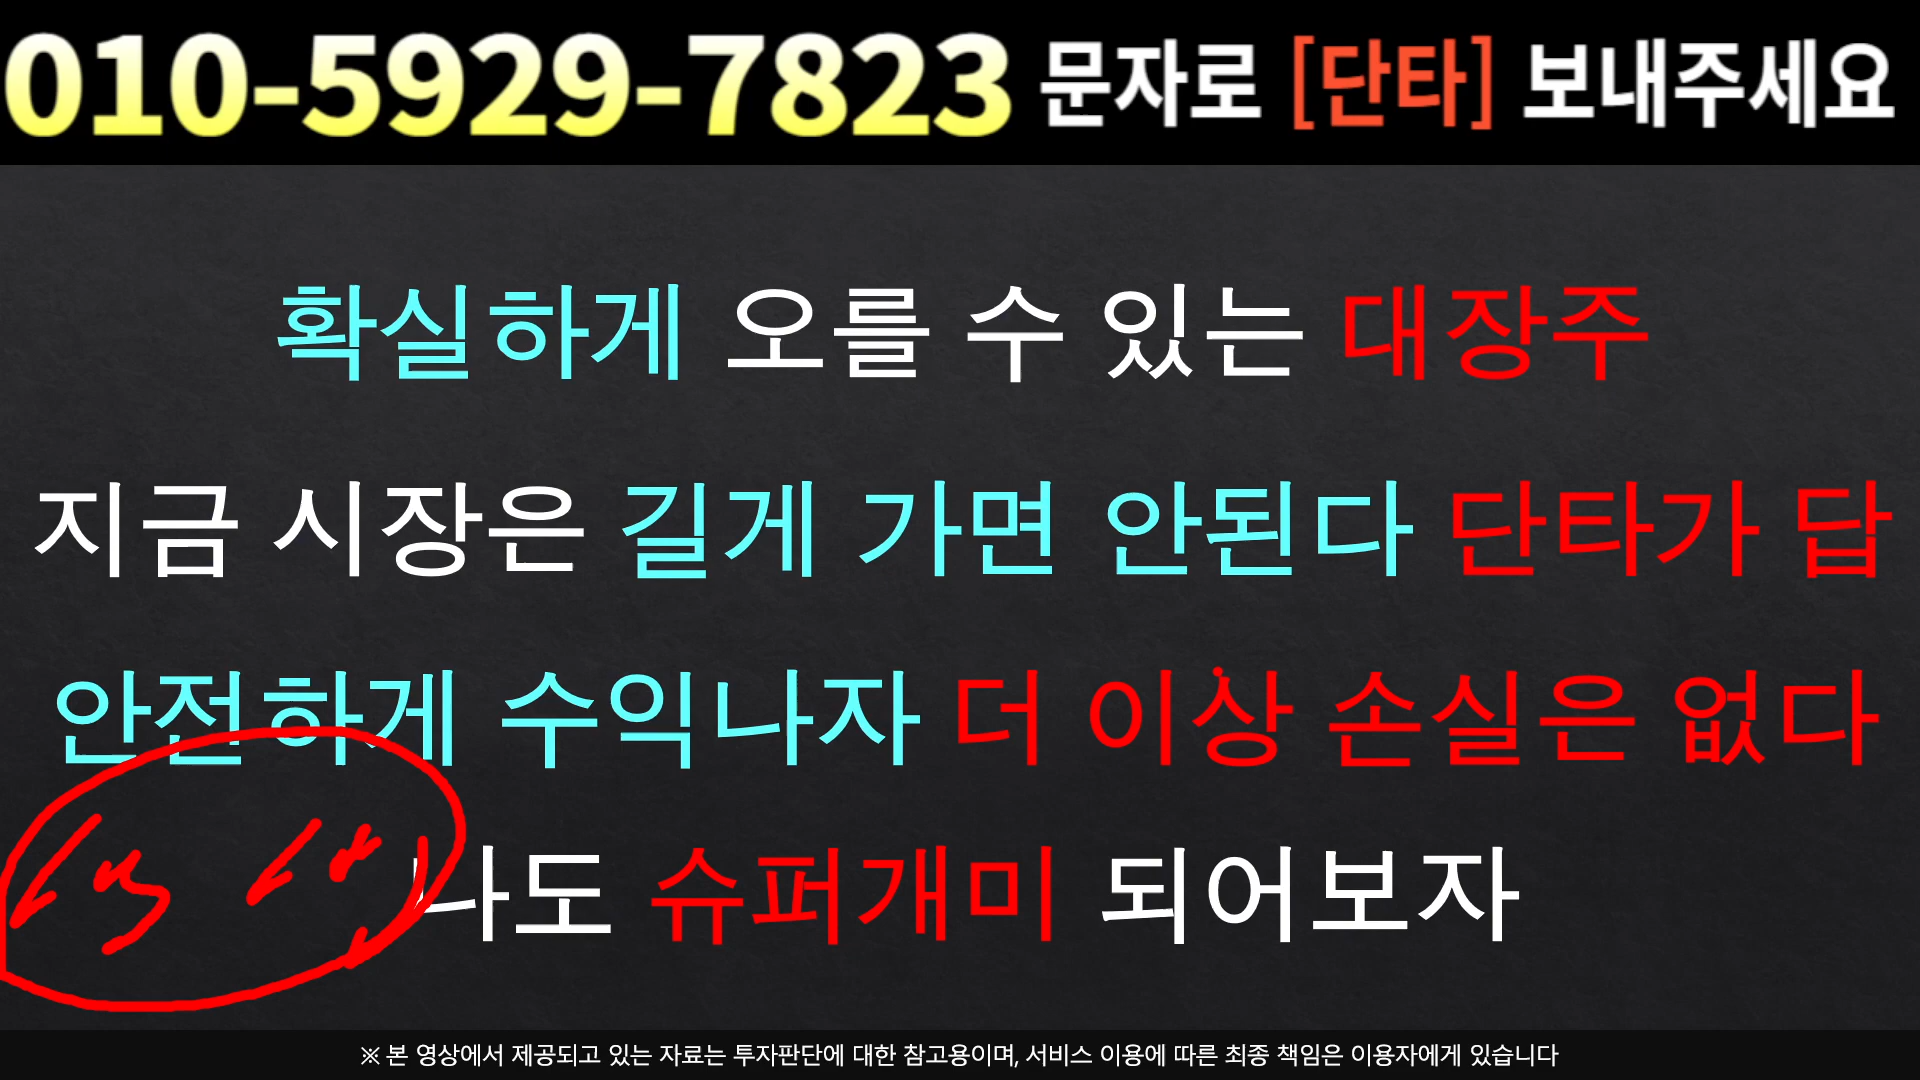 010-5929-7823 문자로 [단타] 보내주세요
확실하게 오를 수 있는 대장주
지금 시장은 길게 가면 안된다 단타가 답
안전하게 수익나자 더 이상 손실은 없다
나도 슈퍼개미 되어보자
※ 본 영상에서 제공되고 있는 자료는 투자판단에 대한 참고용이며, 서비스 이용에 따른 최종 책임은 이용자에게 있습니다